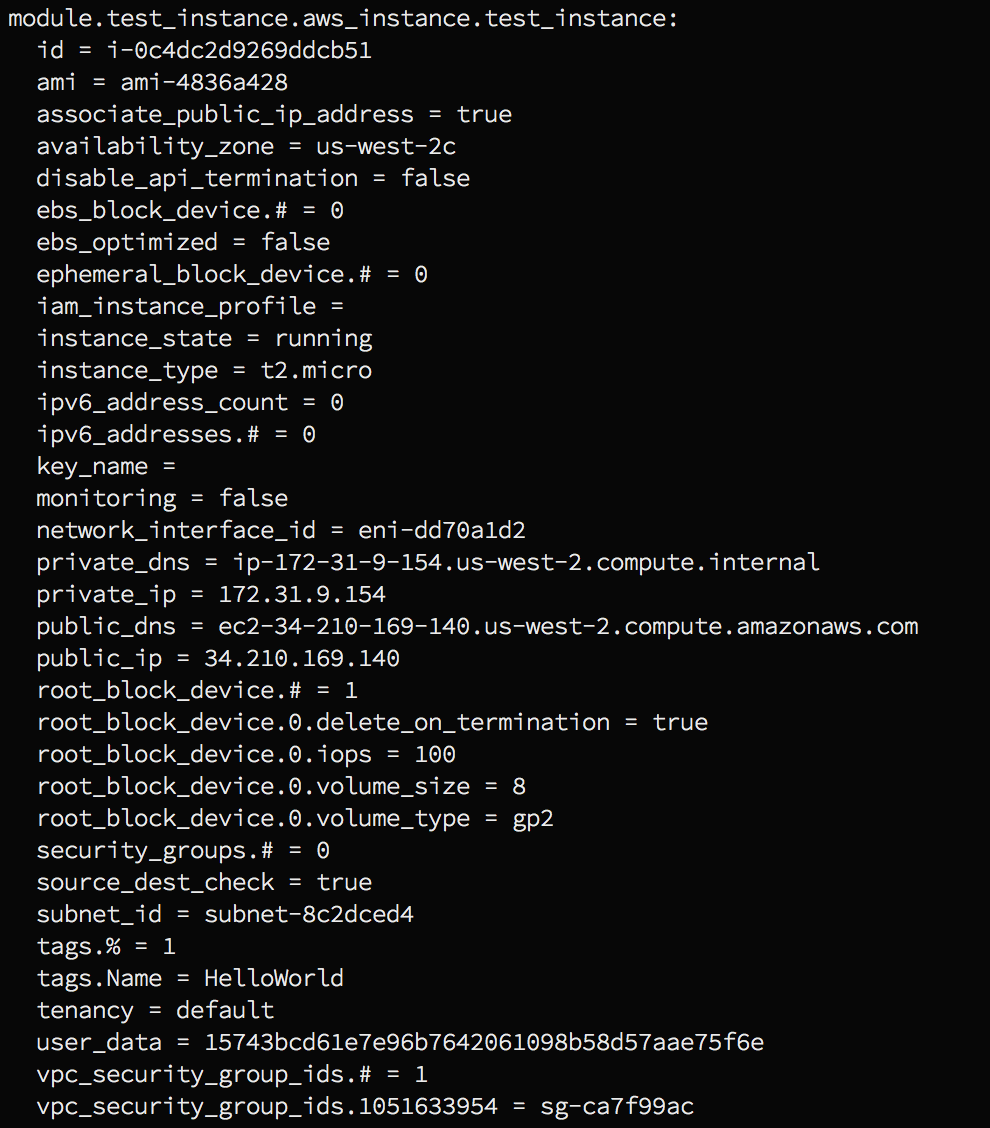 module.test_instance.aws_instance.test_instance:
  id = i-0c4dc2d9269ddcb51
  ami = ami-4836a428
  associate_public_ip_address = true
  availability_zone = us-west-2c
  disable_api_termination = false
  ebs_block_device.# = 0
  ebs_optimized = false
  ephemeral_block_device.# = 0
  iam_instance_profile =
  instance_state = running
  instance_type = t2.micro
  ipv6_address_count = 0
  ipv6_addresses.# = 0
  key_name =
  monitoring = false
  network_interface_id = eni-dd70a1d2
  private_dns = ip-172-31-9-154.us-west-2.compute.internal
  private_ip = 172.31.9.154
  public_dns = ec2-34-210-169-140.us-west-2.compute.amazonaws.com
  public_ip = 34.210.169.140
  root_block_device.# = 1
  root_block_device.0.delete_on_termination = true
  root_block_device.0.iops = 100
  root_block_device.0.volume_size = 8
  root_block_device.0.volume_type = gp2
  security_groups.# = 0
  source_dest_check = true
  subnet_id = subnet-8c2dced4
  tags.% = 1
  tags.Name = HelloWorld
  tenancy = default
  user_data = 15743bcd61e7e96b7642061098b58d57aae75f6e
  vpc_security_group_ids.# = 1
  vpc_security_group_ids.1051633954 = sg-ca7f99ac